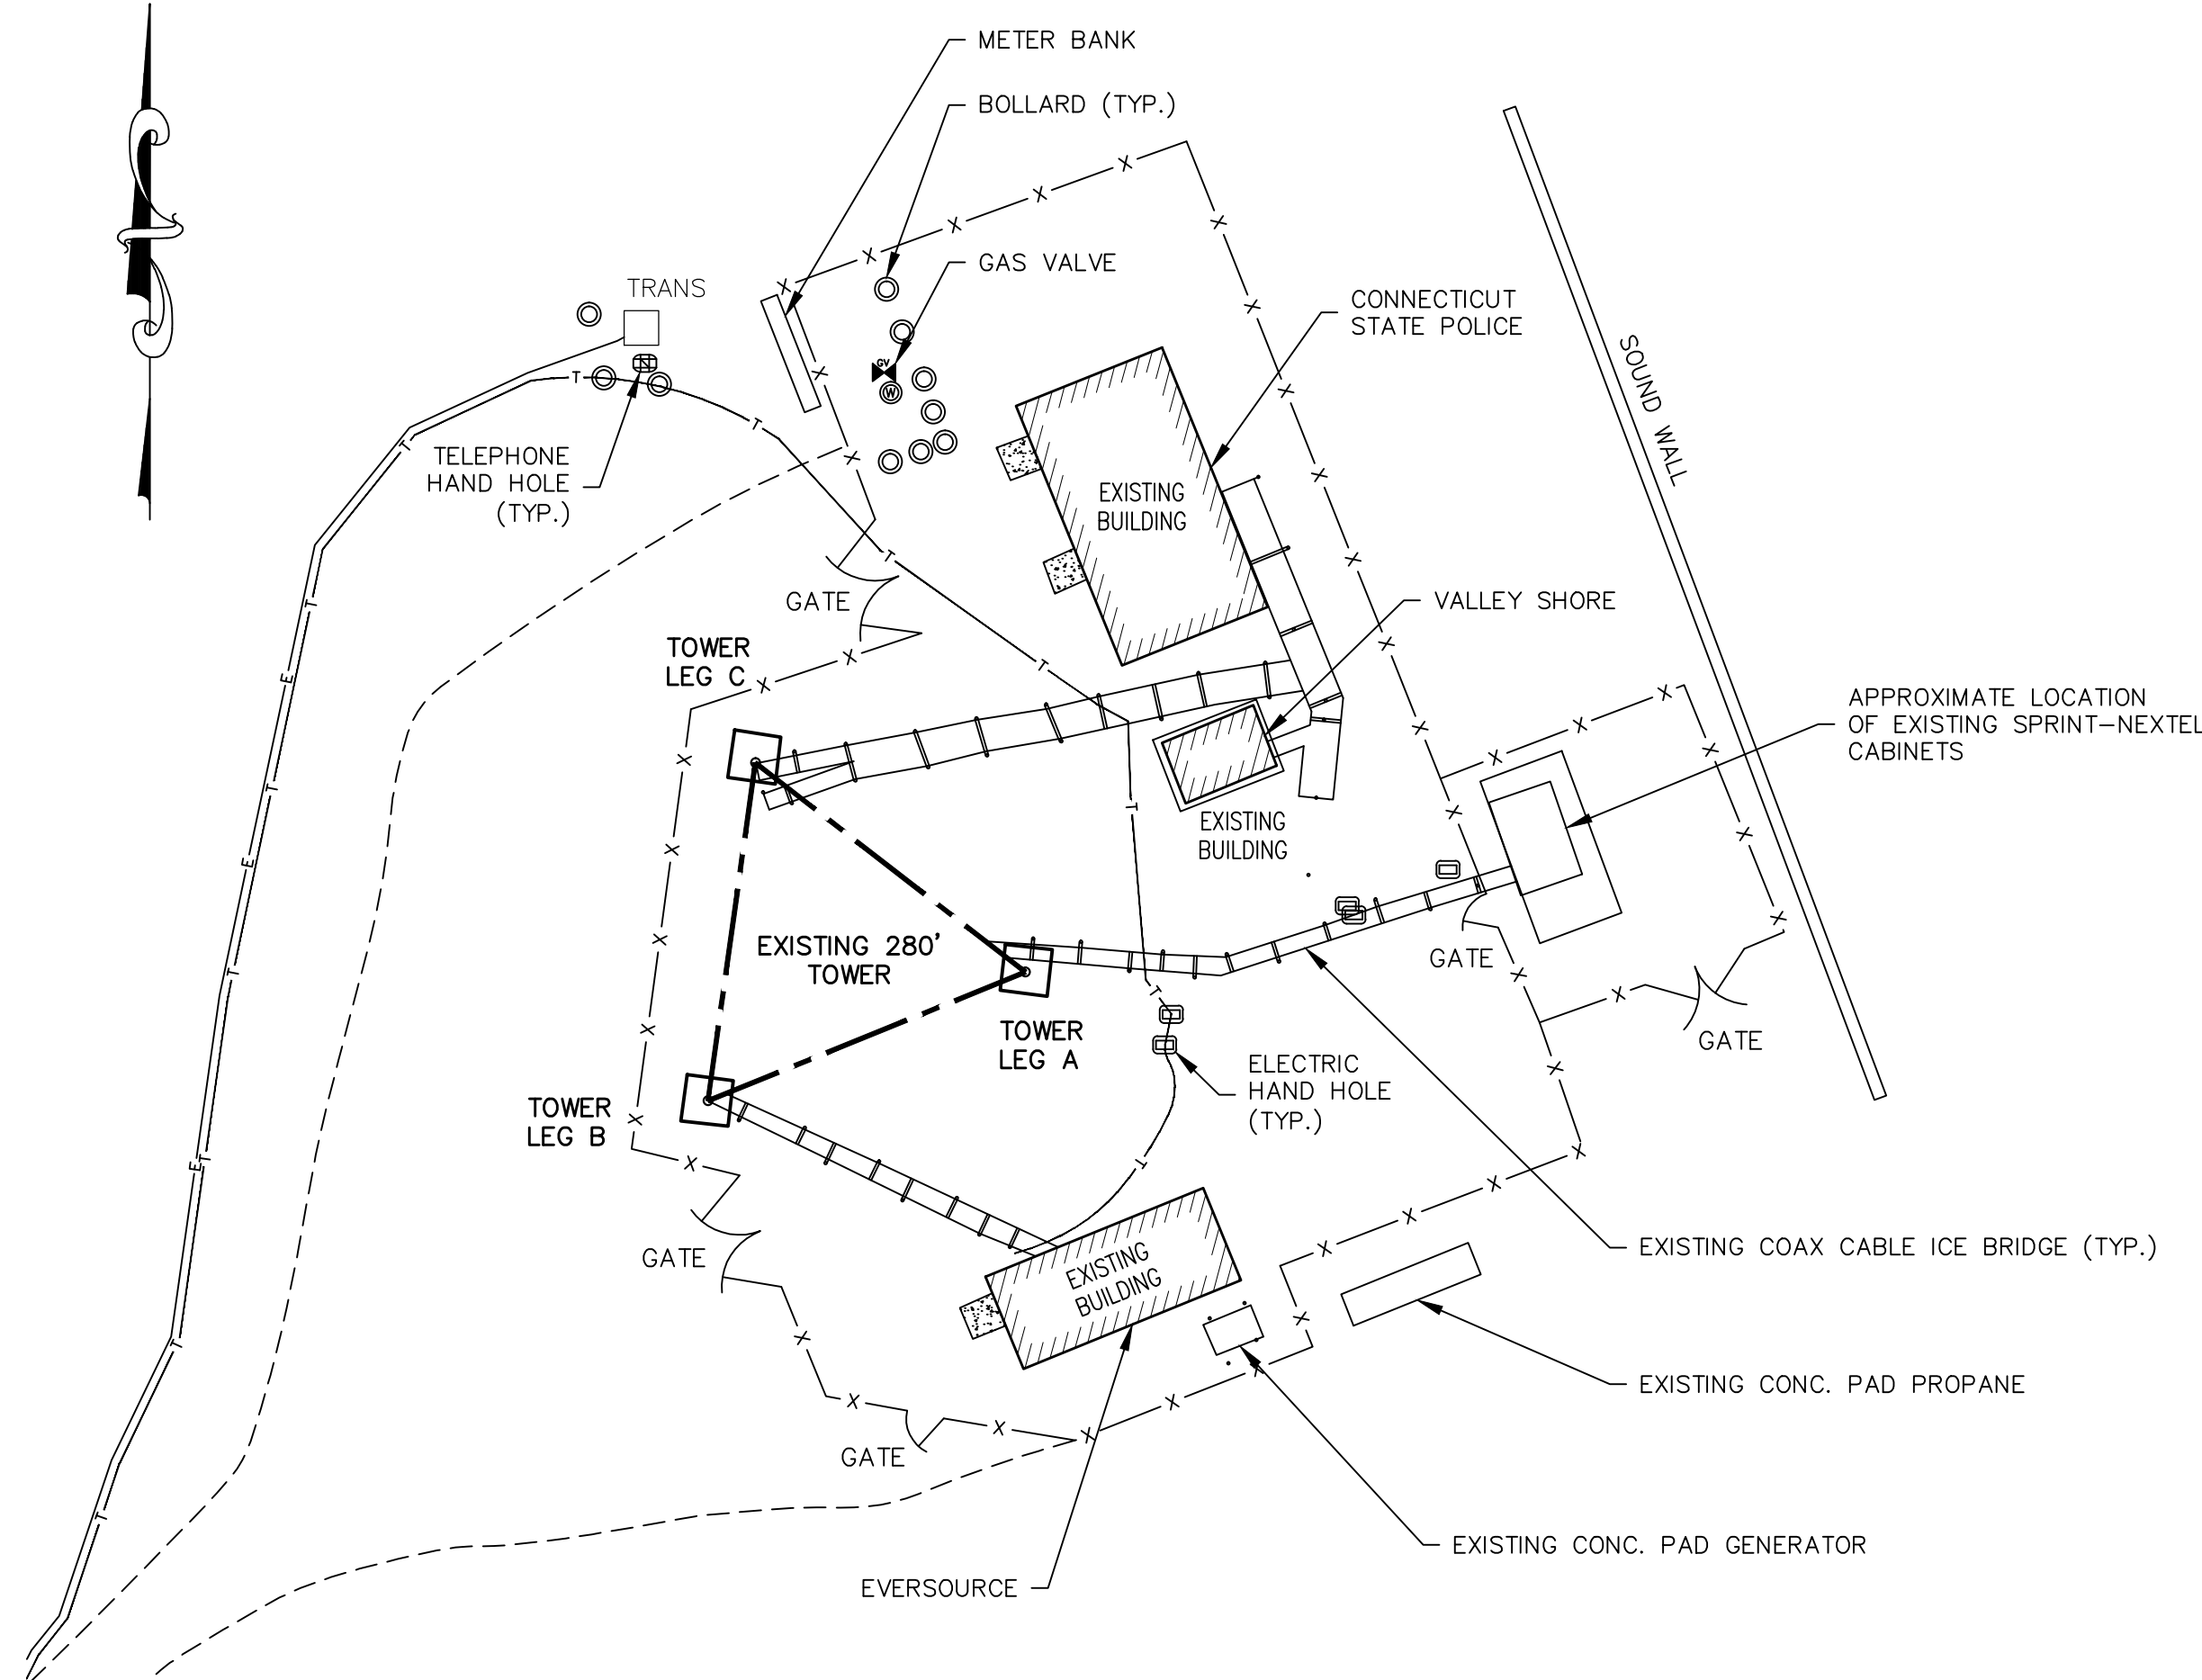 METER BANK
BOLLARD (TYP.)
GAS VALVE
TRANS
GV
W
CONNECTICUT
STATE POLICE
SOUND WALL
TELEPHONE
HAND HOLE
(TYP.)
EXISTING
BUILDING
GATE
VALLEY SHORE
TOWER
LEG C
APPROXIMATE LOCATION
OF EXISTING SPRINT-NEXTEL
CABINETS
EXISTING
BUILDING
EXISTING 280'
TOWER
GATE
TOWER
LEG A
GATE
ELECTRIC
HAND HOLE
(TYP.)
TOWER
LEG B
GATE
EXISTING
BUILDING
EXISTING COAX CABLE ICE BRIDGE (TYP.)
EXISTING CONC. PAD PROPANE
GATE
EXISTING CONC. PAD GENERATOR
EVERSOURCE